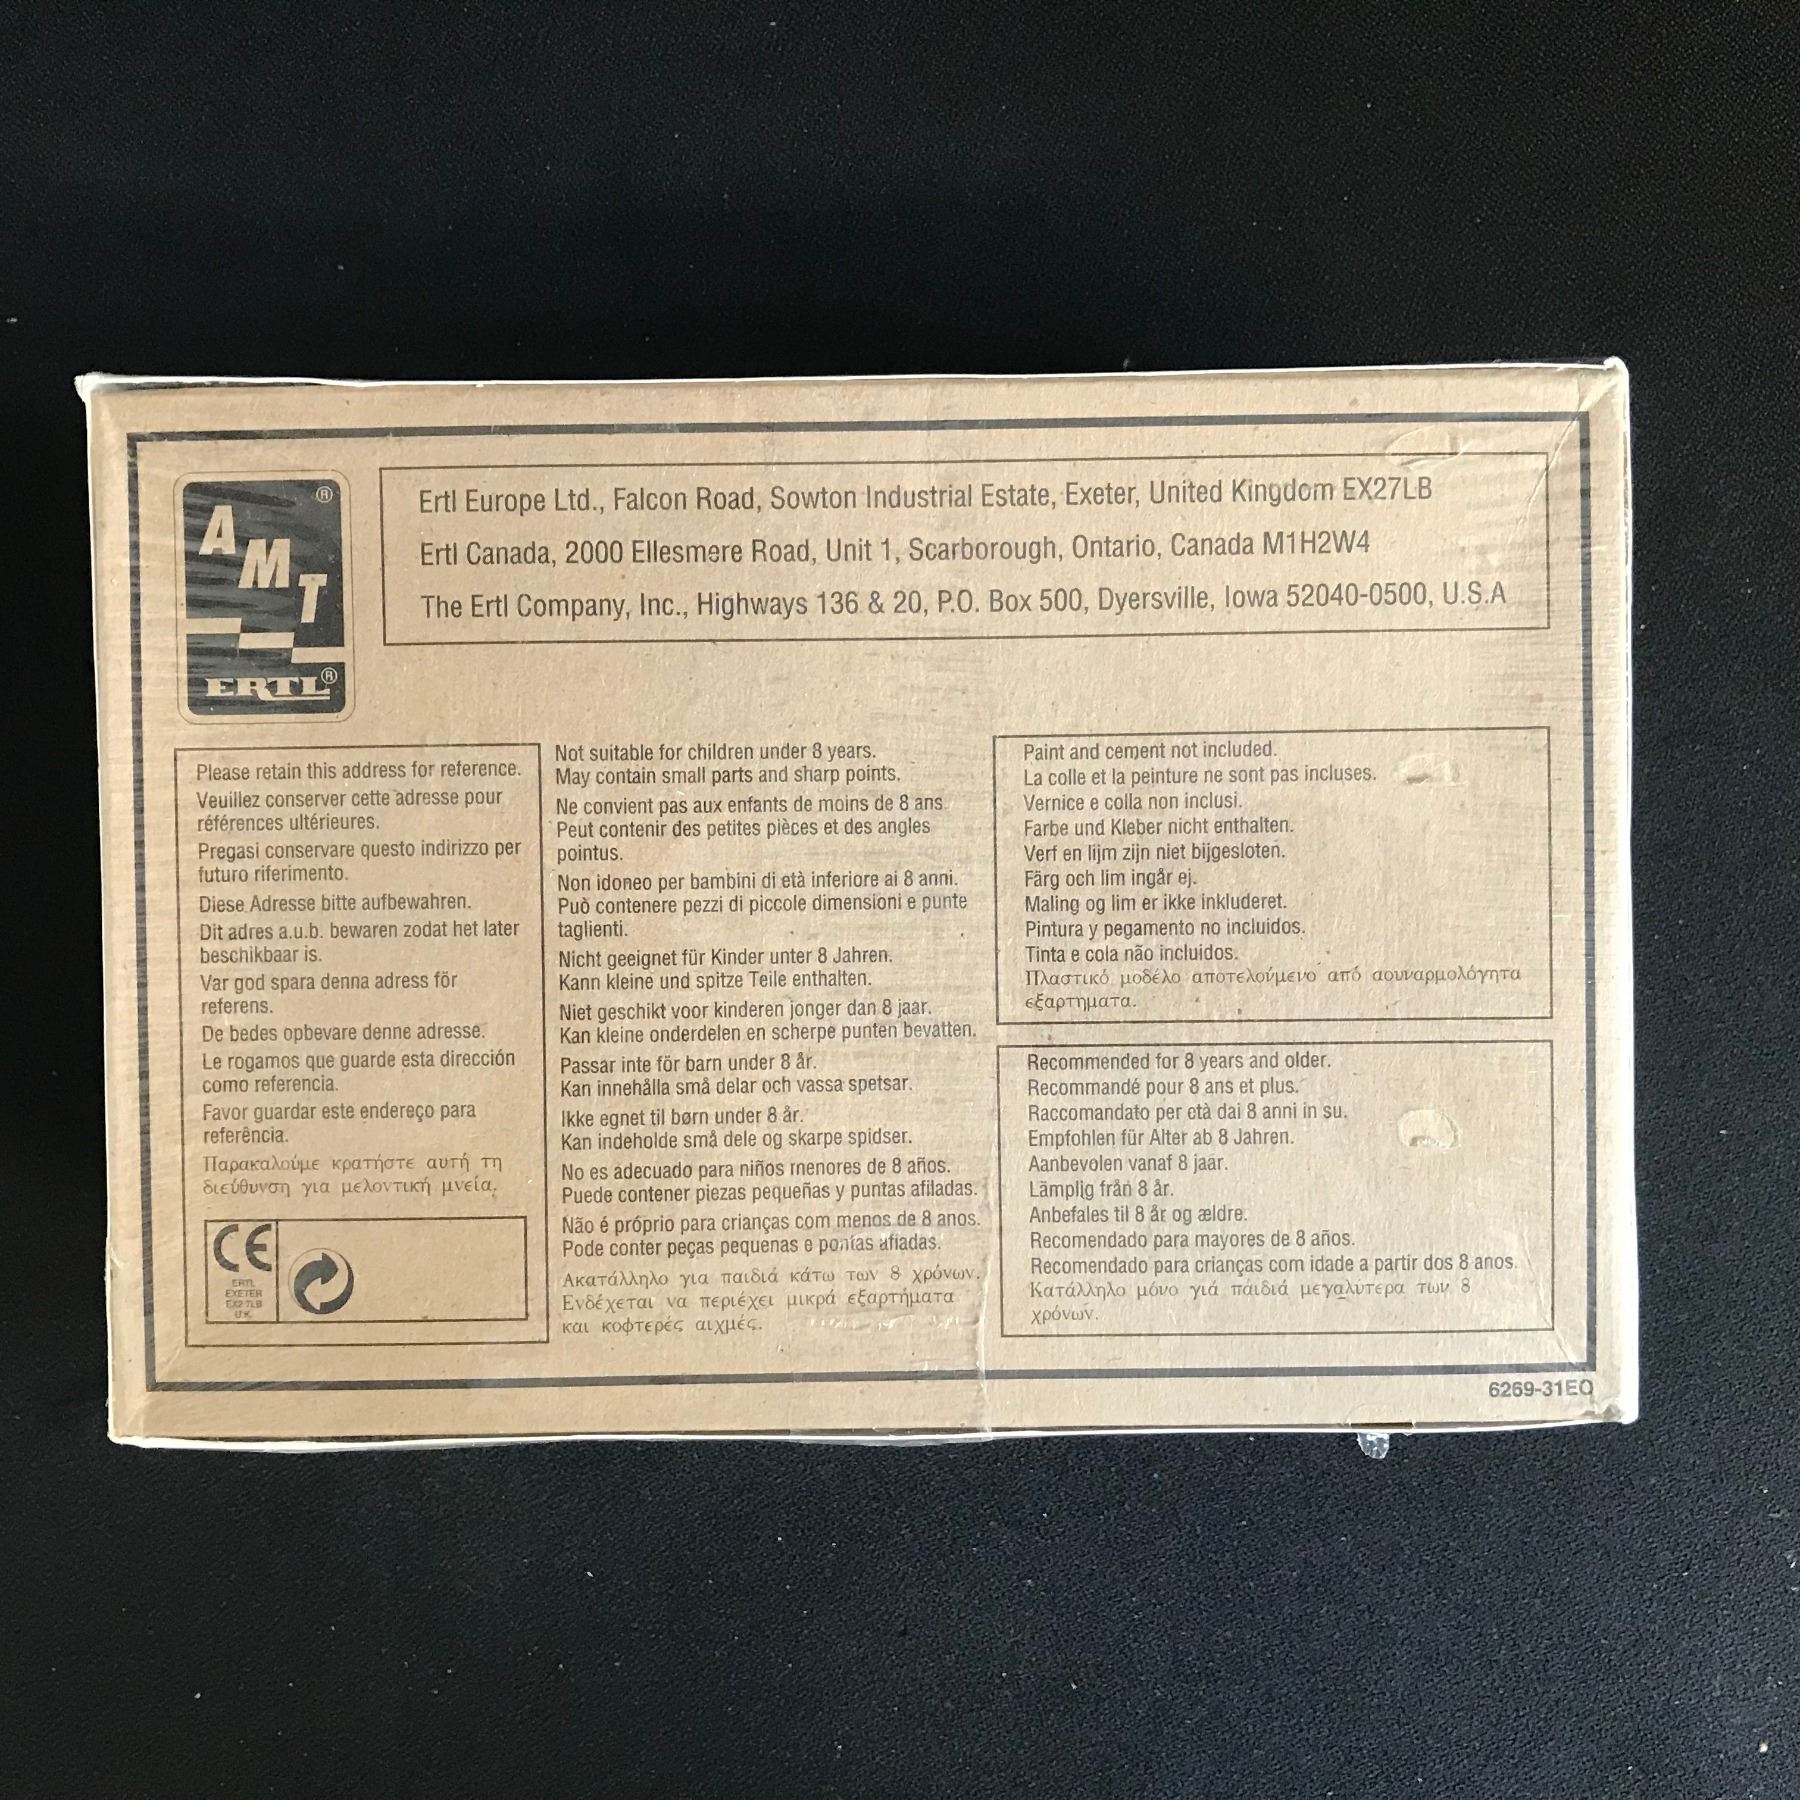 AMT
ERTL®
®
Ertl Europe Ltd., Falcon Road, Sowton Industrial Estate, Exeter, United Kingdom EX27LB
Ertl Canada, 2000 Ellesmere Road, Unit 1, Scarborough, Ontario, Canada M1H2W4
The Ertl Company, Inc., Highways 136 & 20, P.O. Box 500, Dyersville, Iowa 52040-0500, U.S.A
Please retain this address for reference.
Veuillez conserver cette adresse pour
références ultérieures.
Pregasi conservare questo indirizzo per
futuro riferimento.
Diese Adresse bitte aufbewahren.
Dit adres a.u.b. bewaren zodat het later
beschikbaar is.
Var god spara denna adress för
referens.
De bedes opbevare denne adresse.
Le rogamos que guarde esta dirección
como referencia.
Favor guardar este endereço para
referência.
Παρακαλούμε κρατήστε αυτή τη
διεύθυνση για μελοντική μνεία.
CE
ERTL
EXETER
EX2 7LB
U.K.
Not suitable for children under 8 years.
May contain small parts and sharp points.
Ne convient pas aux enfants de moins de 8 ans.
Peut contenir des petites pièces et des angles
pointus.
Non idoneo per bambini di età inferiore ai 8 anni.
Può contenere pezzi di piccole dimensioni e punte
taglienti.
Nicht geeignet für Kinder unter 8 Jahren.
Kann kleine und spitze Teile enthalten.
Niet geschikt voor kinderen jonger dan 8 jaar.
Kan kleine onderdelen en scherpe punten bevatten.
Passar inte för barn under 8 år.
Kan innehålla små delar och vassa spetsar.
Ikke egnet til børn under 8 år.
Kan indeholde små dele og skarpe spidser.
No es adecuado para niños menores de 8 años.
Puede contener piezas pequeñas y puntas afiladas.
Não é próprio para crianças com menos de 8 anos.
Pode conter peças pequenas e pontas afiadas.
Ακατάλληλο για παιδιά κάτω των 8 χρόνων.
Ενδέχεται να περιέχει μικρά εξαρτήματα
και κοφτερές αιχμές.
Paint and cement not included.
La colle et la peinture ne sont pas incluses.
Vernice e colla non inclusi.
Farbe und Kleber nicht enthalten.
Verf en lijm zijn niet bijgesloten.
Färg och lim ingår ej.
Maling og lim er ikke inkluderet.
Pintura y pegamento no incluidos.
Tinta e cola não incluídos.
Πλαστικό μοδέλο αποτελούμενο από αουναρμολόγητα
εξαρτηματα.
Recommended for 8 years and older.
Recommandé pour 8 ans et plus.
Raccomandato per età dai 8 anni in su.
Empfohlen für Alter ab 8 Jahren.
Aanbevolen vanaf 8 jaar.
Lämplig från 8 år.
Anbefales til 8 år og ældre.
Recomendado para mayores de 8 años.
Recomendado para crianças com idade a partir dos 8 anos.
Κατάλληλο μόνο γιά πάιδιά μεγαλύτερα των 8
χρόνων.
6269-31EO